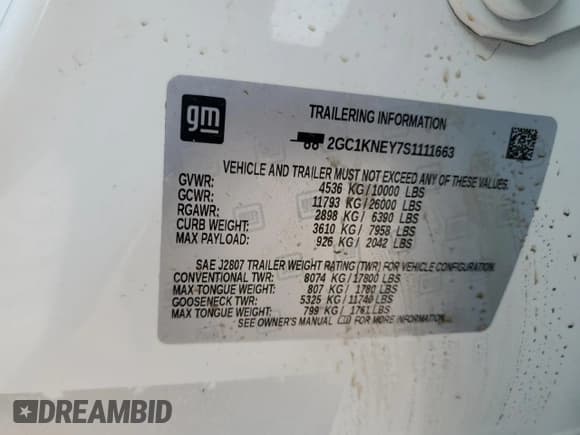 gm
TRAILERING INFORMATION
2GC1KNEY7S1111663
VEHICLE AND TRAILER MUST NOT EXCEED ANY OF THESE VALUES.
GVWR: 4536 KG/10000 LBS
GCWR: 11793 KG/26000 LBS
RGAWR: 2898 KG/ 6390 LBS
CURB WEIGHT: 3610 KG/ 7958 LBS
MAX PAYLOAD: 926 KG/ 2042 LBS
SAE J2807 TRAILER WEIGHT RATING (TWR) FOR VEHICLE CONFIGURATION.
CONVENTIONAL TWR: 8074 KG/17800 LBS
MAX TONGUE WEIGHT: 807 KG/ 1780 LBS
GOOSENECK TWR: 5325 KG/11740 LBS
MAX TONGUE WEIGHT: 799 KG/ 1761 LBS
SEE OWNER'S MANUAL FOR MORE INFORMATION.
DREAMBID